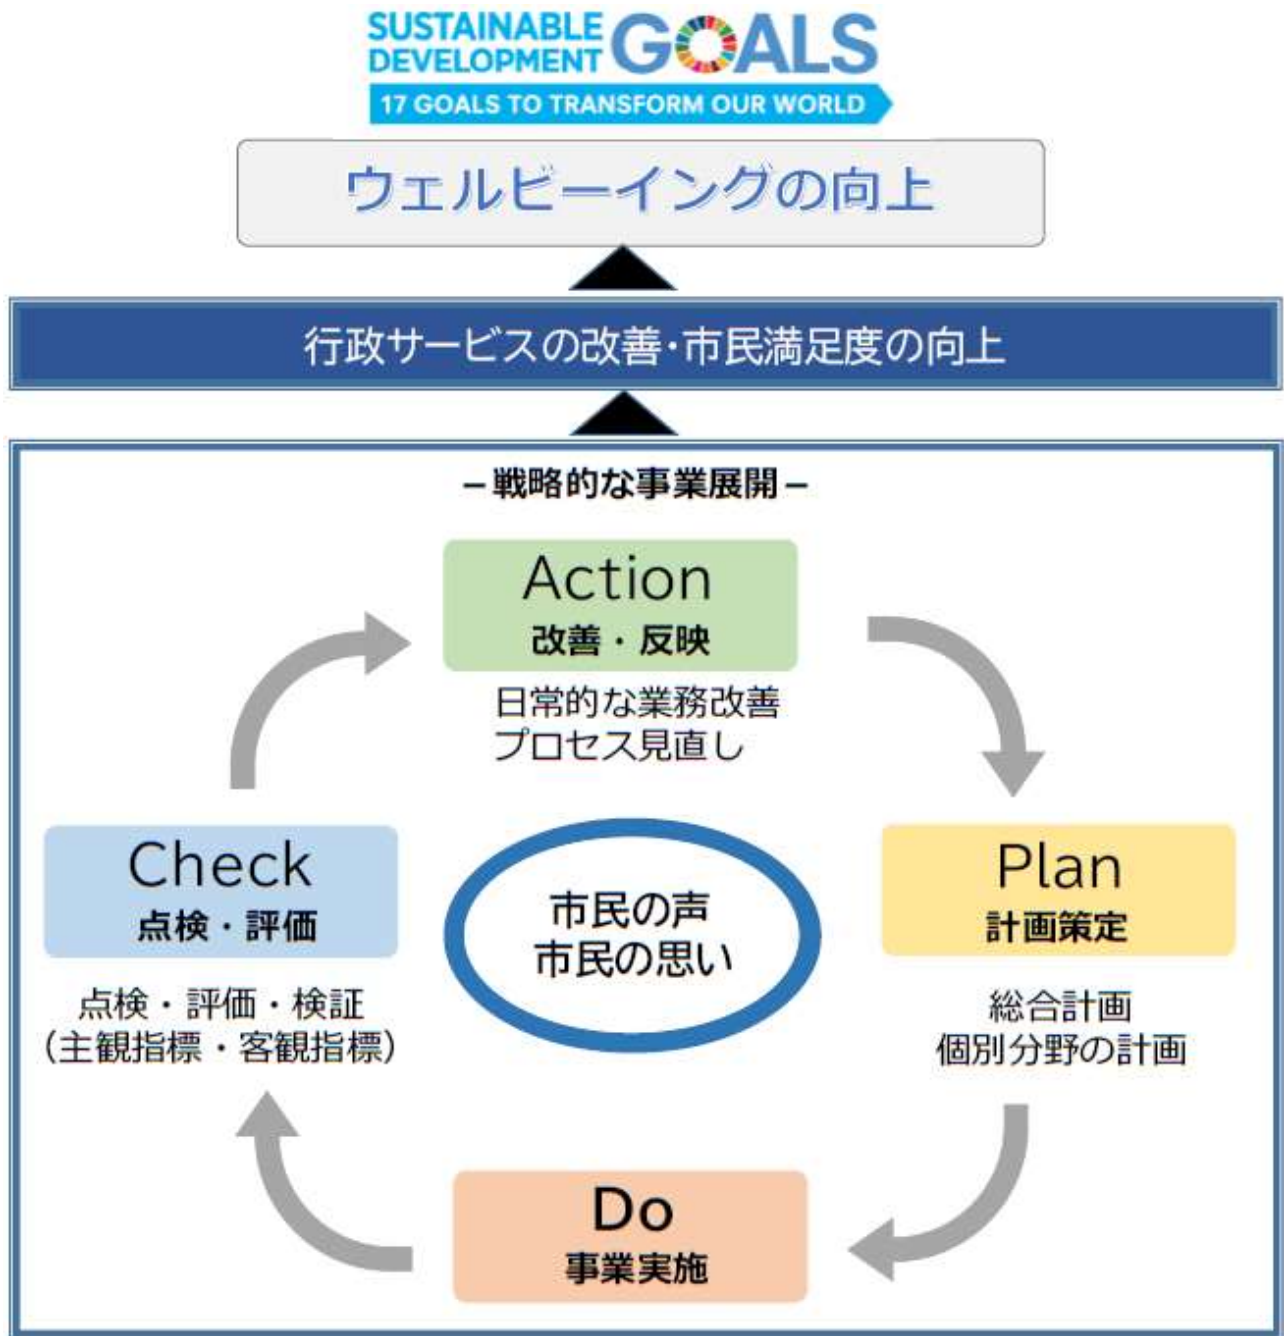 SUSTAINABLE
DEVELOPMENT
GOALS
17 GOALS TO TRANSFORM OUR WORLD
ウェルビーイングの向上
行政サービスの改善・市民満足度の向上
－戦略的な事業展開－
Action
改善・反映
日常的な業務改善
プロセス見直し
Check
点検・評価
点検・評価・検証
（主観指標・客観指標）
市民の声
市民の思い
Plan
計画策定
総合計画
個別分野の計画
Do
事業実施